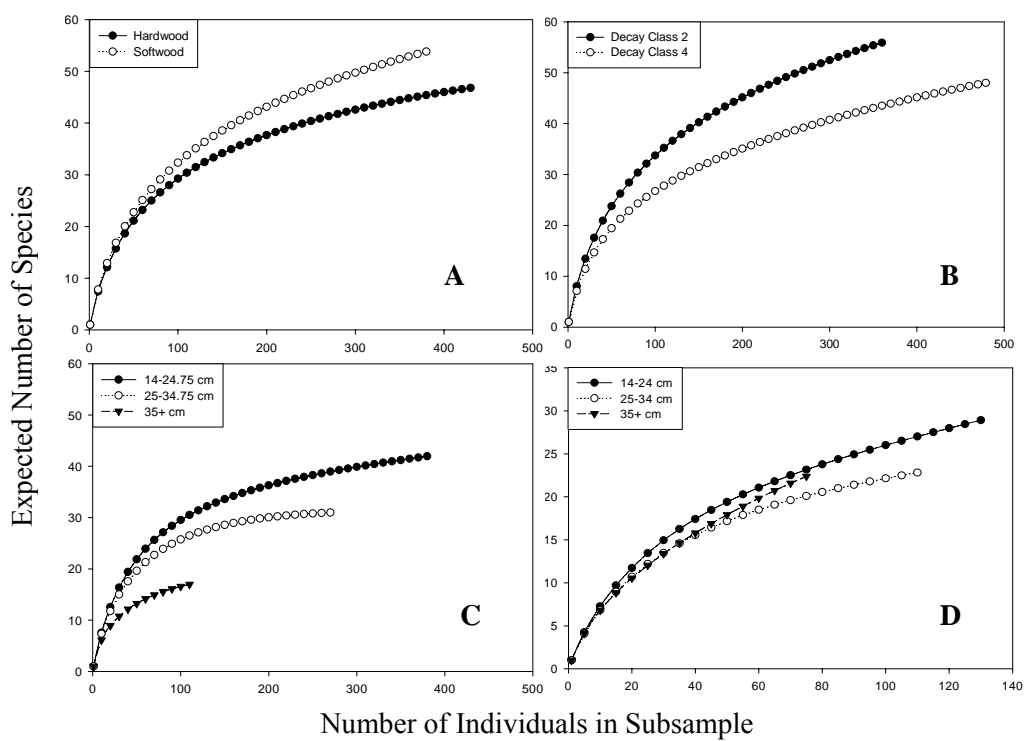 Expected Number of Species
60
50
40
30
20
10
0
Hardwood
Softwood
A
0 100 200 300 400 500
60
50
40
30
20
10
0
Decay Class 2
Decay Class 4
B
0 100 200 300 400 500
60
50
40
30
20
10
0
14-24.75 cm
25-34.75 cm
35+ cm
C
0 100 200 300 400 500
35
30
25
20
15
10
5
0
14-24 cm
25-34 cm
35+ cm
D
0 20 40 60 80 100 120 140
Number of Individuals in Subsample